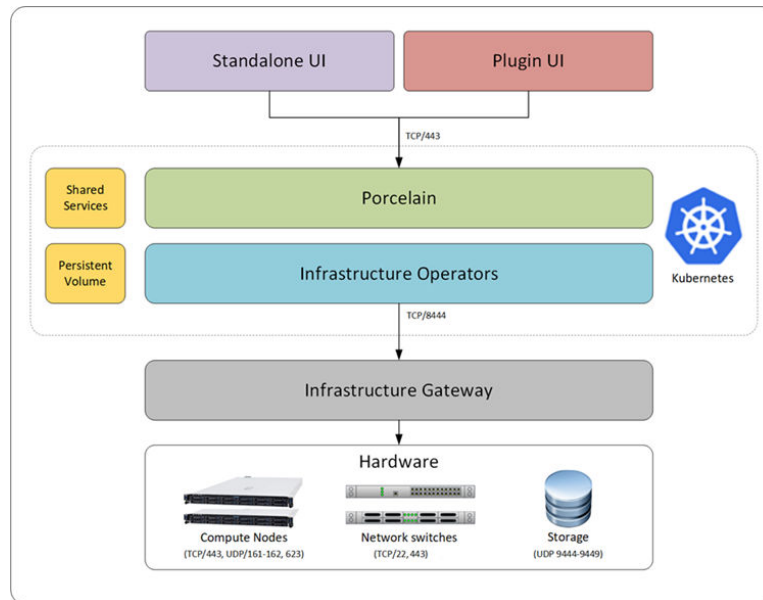 Standalone UI
Plugin UI
TCP/443
Shared
Services
Porcelain
Persistent
Volume
Infrastructure Operators
Kubernetes
TCP/8444
Infrastructure Gateway
Hardware
Compute Nodes
(TCP/443, UDP/161-162, 623)
Network switches
(TCP/22, 443)
Storage
(UDP 9444-9449)